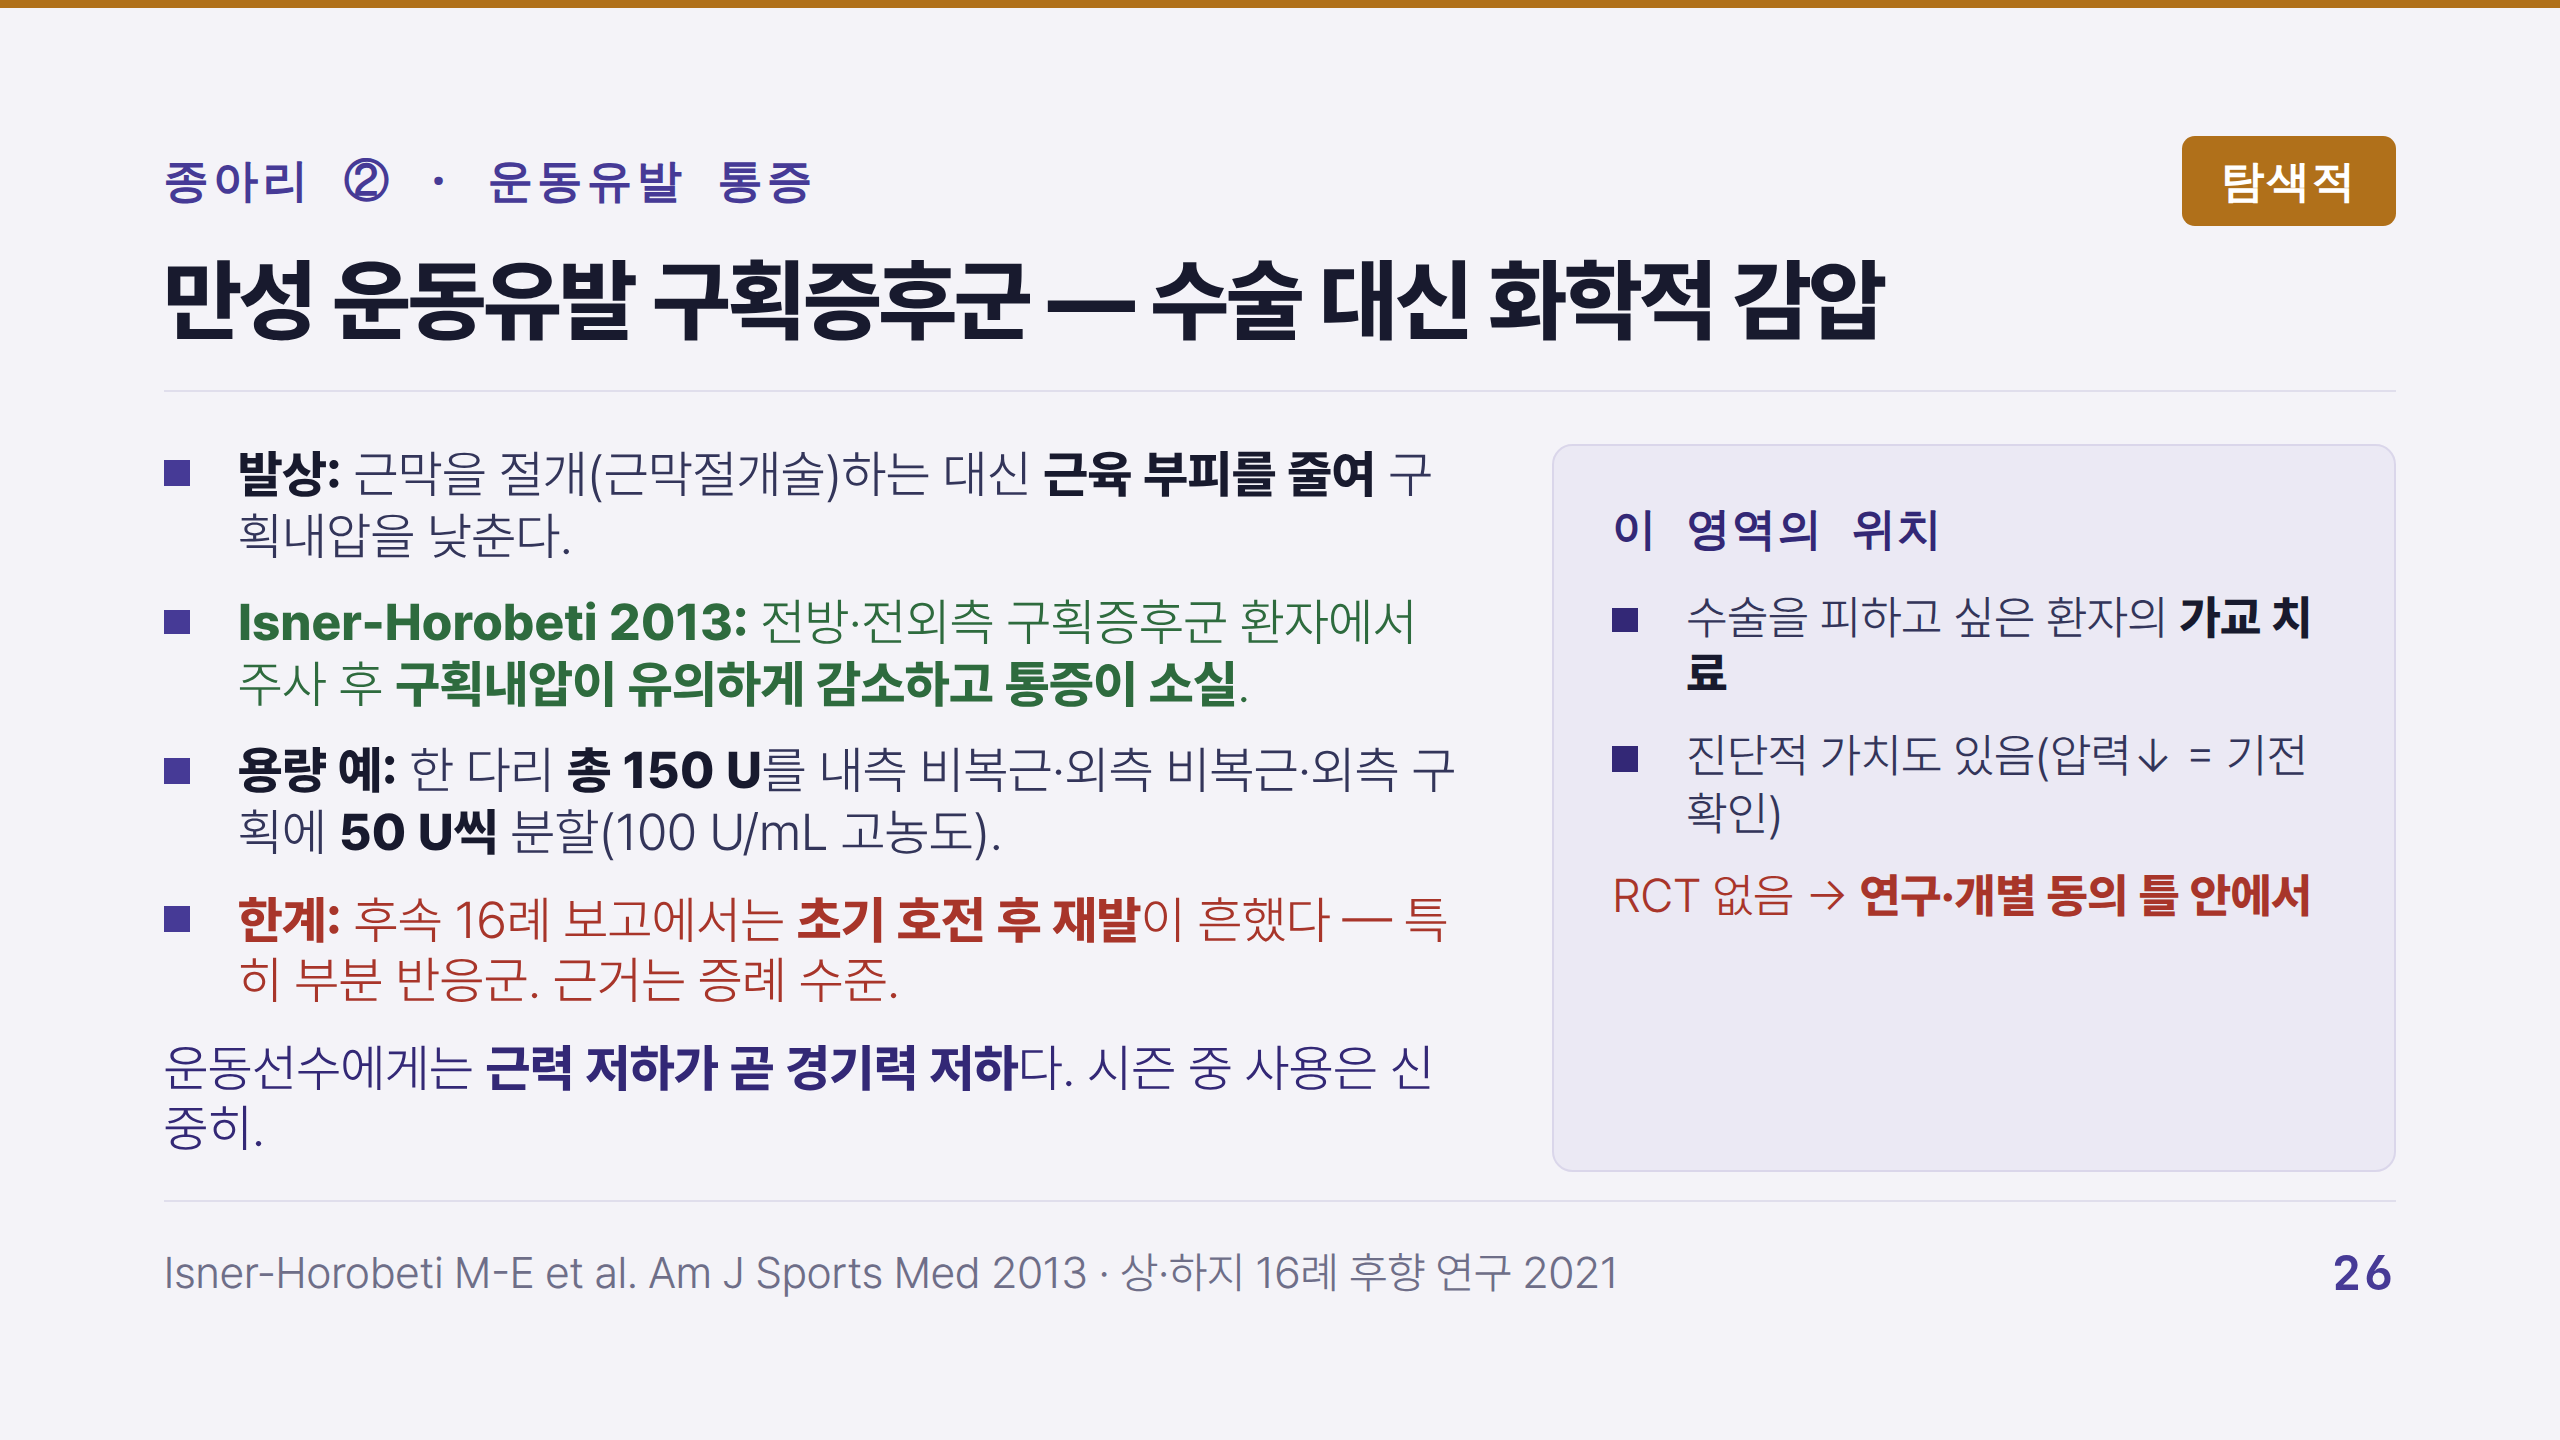 종아리 ② · 운동유발 통증
탐색적
만성 운동유발 구획증후군 — 수술 대신 화학적 감압
발상: 근막을 절개(근막절개술)하는 대신 근육 부피를 줄여 구
획내압을 낮춘다.
Isner-Horobeti 2013: 전방·전외측 구획증후군 환자에서
주사 후 구획내압이 유의하게 감소하고 통증이 소실.
용량 예: 한 다리 총 150 U를 내측 비복근·외측 비복근·외측 구
획에 50 U씩 분할(100 U/mL 고농도).
한계: 후속 16례 보고에서는 초기 호전 후 재발이 흔했다 — 특
히 부분 반응군. 근거는 증례 수준.
운동선수에게는 근력 저하가 곧 경기력 저하다. 시즌 중 사용은 신
중히.
이 영역의 위치
수술을 피하고 싶은 환자의 가교 치
료
진단적 가치도 있음(압력↓ = 기전
확인)
RCT 없음 → 연구·개별 동의 틀 안에서
Isner-Horobeti M-E et al. Am J Sports Med 2013 · 상·하지 16례 후향 연구 2021
26